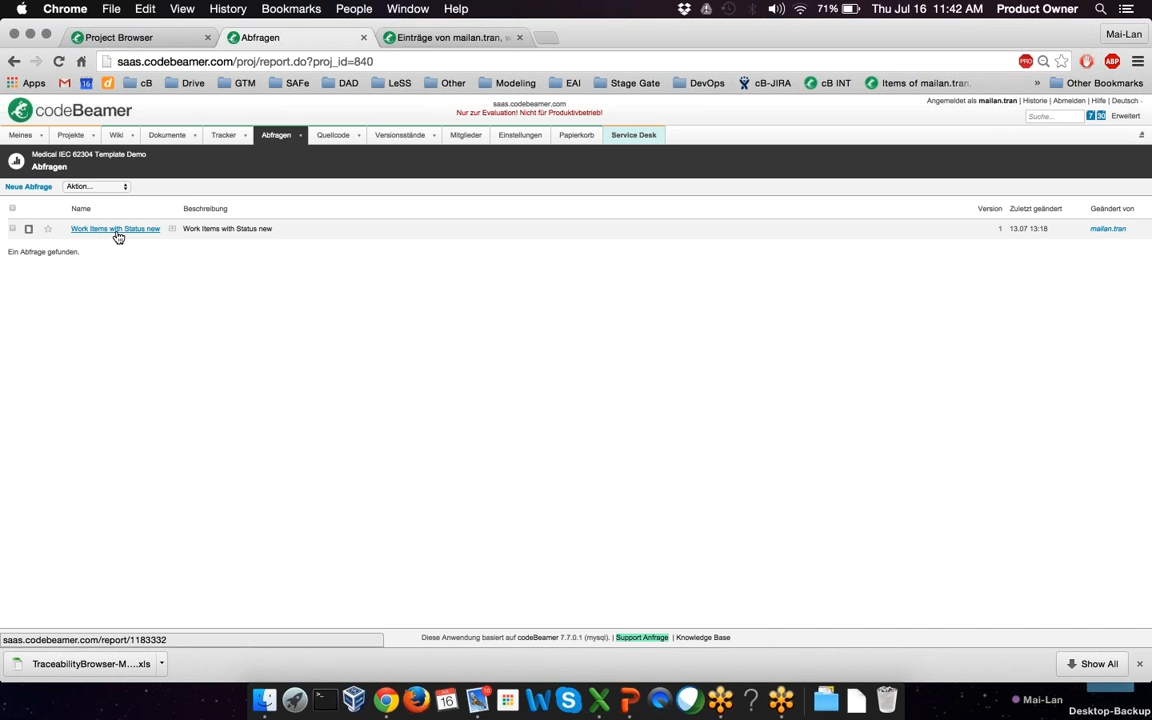 Chrome File Edit View History Bookmarks People Window Help 71% Thu Jul 16 11:42 AM Product Owner
Project Browser × Abfragen × Einträge von mailan.tran, × Mai-Lan
saas.codebeamer.com/proj/report.do?proj_id=840 PRO ABP
Apps 16 cB Drive GTM SAFe DAD LeSS Other Modeling EAI Stage Gate DevOps cB-JIRA cB INT Items of mailan.tran. » Other Bookmarks
codeBeamer
saas.codebeamer.com
Nur zur Evaluation! Nicht für Produktivbetrieb!
Angemeldet als mailan.tran | Historie | Abmelden | Hilfe | Deutsch
Suche... 7 30 Erweitert
Meines Projekte Wiki Dokumente Tracker Abfragen Quellcode Versionsstände Mitglieder Einstellungen Papierkorb Service Desk
Medical IEC 62304 Template Demo
Abfragen
Neue Abfrage Aktion...
Name Beschreibung Version Zuletzt geändert Geändert von
Work Items with Status new Work Items with Status new 1 13.07 13:18 mailan.tran
Ein Abfrage gefunden.
saas.codebeamer.com/report/1183332
Diese Anwendung basiert auf codeBeamer 7.7.0.1 (mysql). | Support Anfrage | Knowledge Base
TraceabilityBrowser-M....xls Show All ×
Mai-Lan
Desktop-Backup